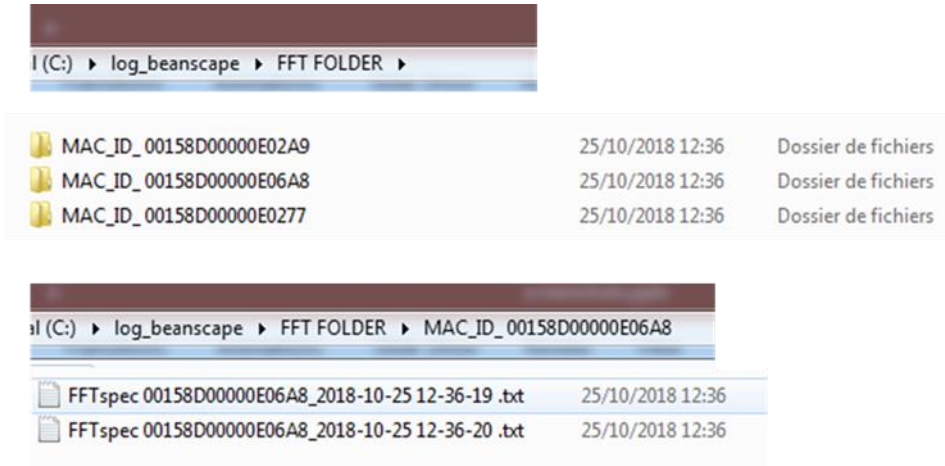 l (C:) ▸ log_beanscape ▸ FFT FOLDER ▸
MAC_ID_ 00158D00000E02A9 25/10/2018 12:36 Dossier de fichiers
MAC_ID_ 00158D00000E06A8 25/10/2018 12:36 Dossier de fichiers
MAC_ID_ 00158D00000E0277 25/10/2018 12:36 Dossier de fichiers
al (C:) ▸ log_beanscape ▸ FFT FOLDER ▸ MAC_ID_ 00158D00000E06A8
FFTspec 00158D00000E06A8_2018-10-25 12-36-19 .txt 25/10/2018 12:36
FFTspec 00158D00000E06A8_2018-10-25 12-36-20 .txt 25/10/2018 12:36